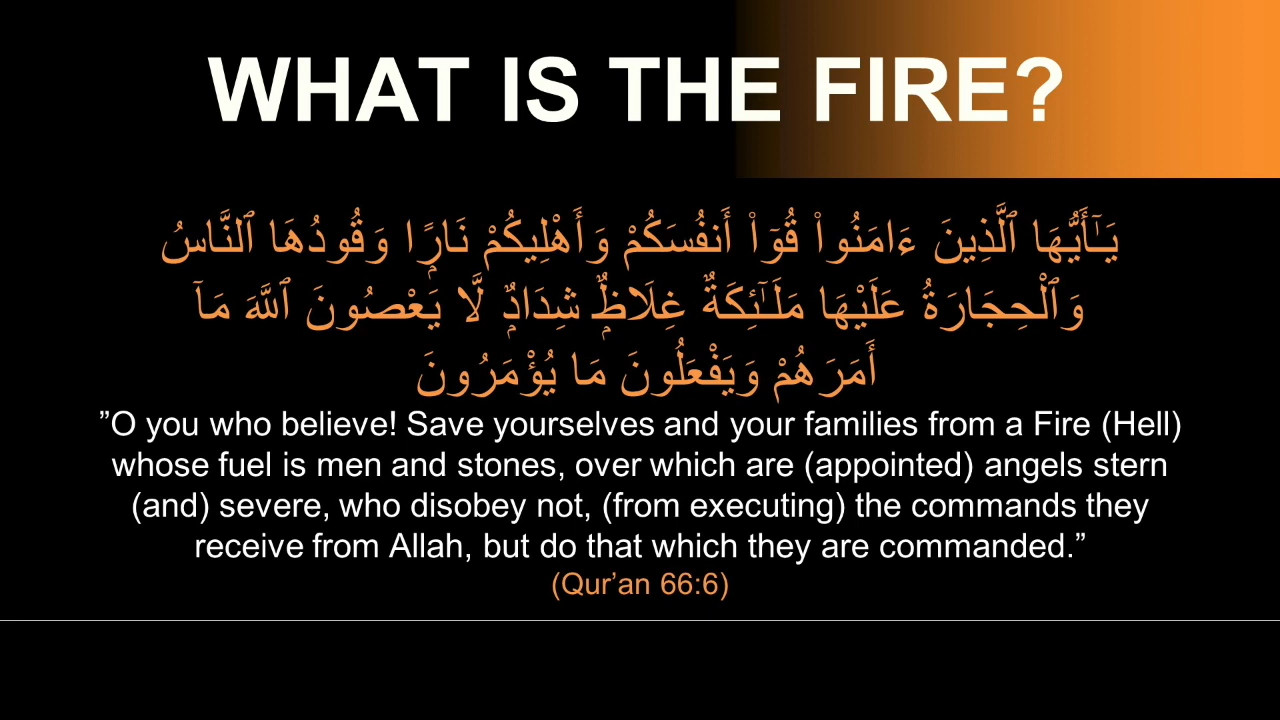 WHAT IS THE FIRE?
يَـٰٓأَيُّهَا ٱلَّذِينَ ءَامَنُوا۟ قُوٓا۟ أَنفُسَكُمْ وَأَهْلِيكُمْ نَارًۭا وَقُودُهَا ٱلنَّاسُ
وَٱلْحِجَارَةُ عَلَيْهَا مَلَـٰٓئِكَةٌ غِلَاظٌۭ شِدَادٌۭ لَّا يَعْصُونَ ٱللَّهَ مَآ
أَمَرَهُمْ وَيَفْعَلُونَ مَا يُؤْمَرُونَ
”O you who believe! Save yourselves and your families from a Fire (Hell)
whose fuel is men and stones, over which are (appointed) angels stern
(and) severe, who disobey not, (from executing) the commands they
receive from Allah, but do that which they are commanded.”
(Qur’an 66:6)